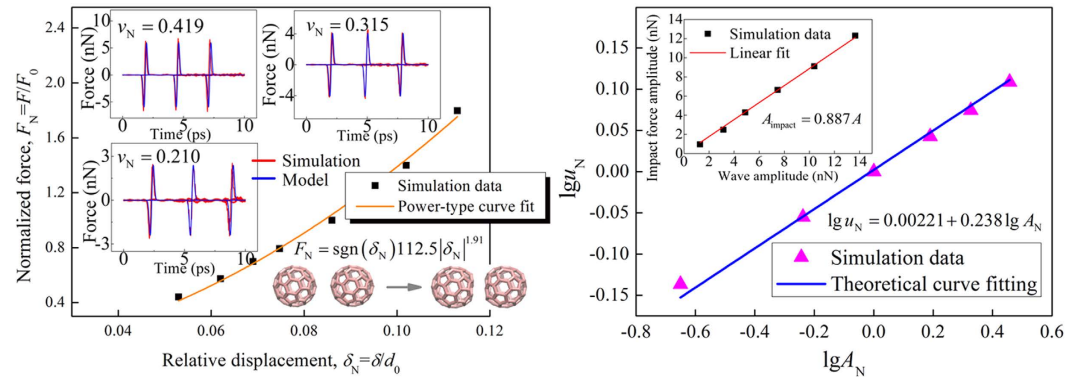 Normalized force, F_N=F/F_0
2.8
2.4
2.0
1.6
1.2
0.8
0.4
0.04
0.06
0.08
0.10
0.12
Relative displacement, δ_N=δ/d_0
v_N = 0.419
Force (nN)
10
5
0
-5
0 5 10
Time (ps)
v_N = 0.315
Force (nN)
4
0
-4
0 5 10
Time (ps)
v_N = 0.210
Force (nN)
3
0
-3
0 5 10
Time (ps)
Simulation
Model
Simulation data
Power-type curve fit
F_N = sgn(δ_N)112.5|δ_N|^1.91
lgu_N
0.15
0.10
0.05
0.00
-0.05
-0.10
-0.15
-0.8 -0.6 -0.4 -0.2 0.0 0.2 0.4 0.6
lgA_N
Impact force amplitude (nN)
14
12
10
8
6
4
2
0
0 2 4 6 8 10 12 14 16
Wave amplitude (nN)
Simulation data
Linear fit
A_impact = 0.887A
lg u_N = 0.00221 + 0.238 lg A_N
Simulation data
Theoretical curve fitting